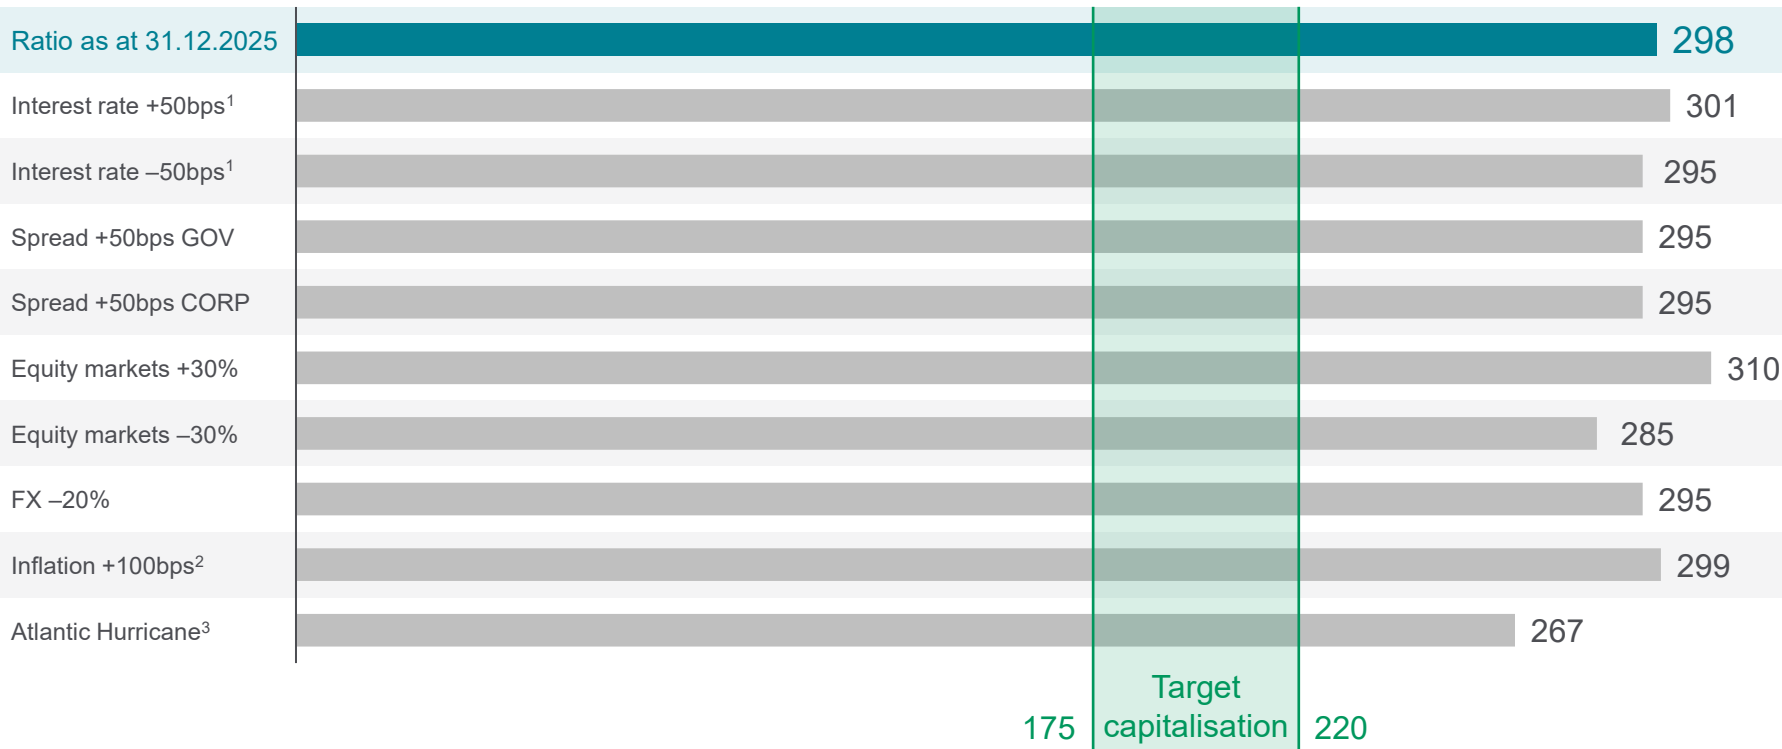 Ratio as at 31.12.2025 298
Interest rate +50bps¹ 301
Interest rate –50bps¹ 295
Spread +50bps GOV 295
Spread +50bps CORP 295
Equity markets +30% 310
Equity markets –30% 285
FX –20% 295
Inflation +100bps² 299
Atlantic Hurricane³ 267
Target
175 capitalisation 220